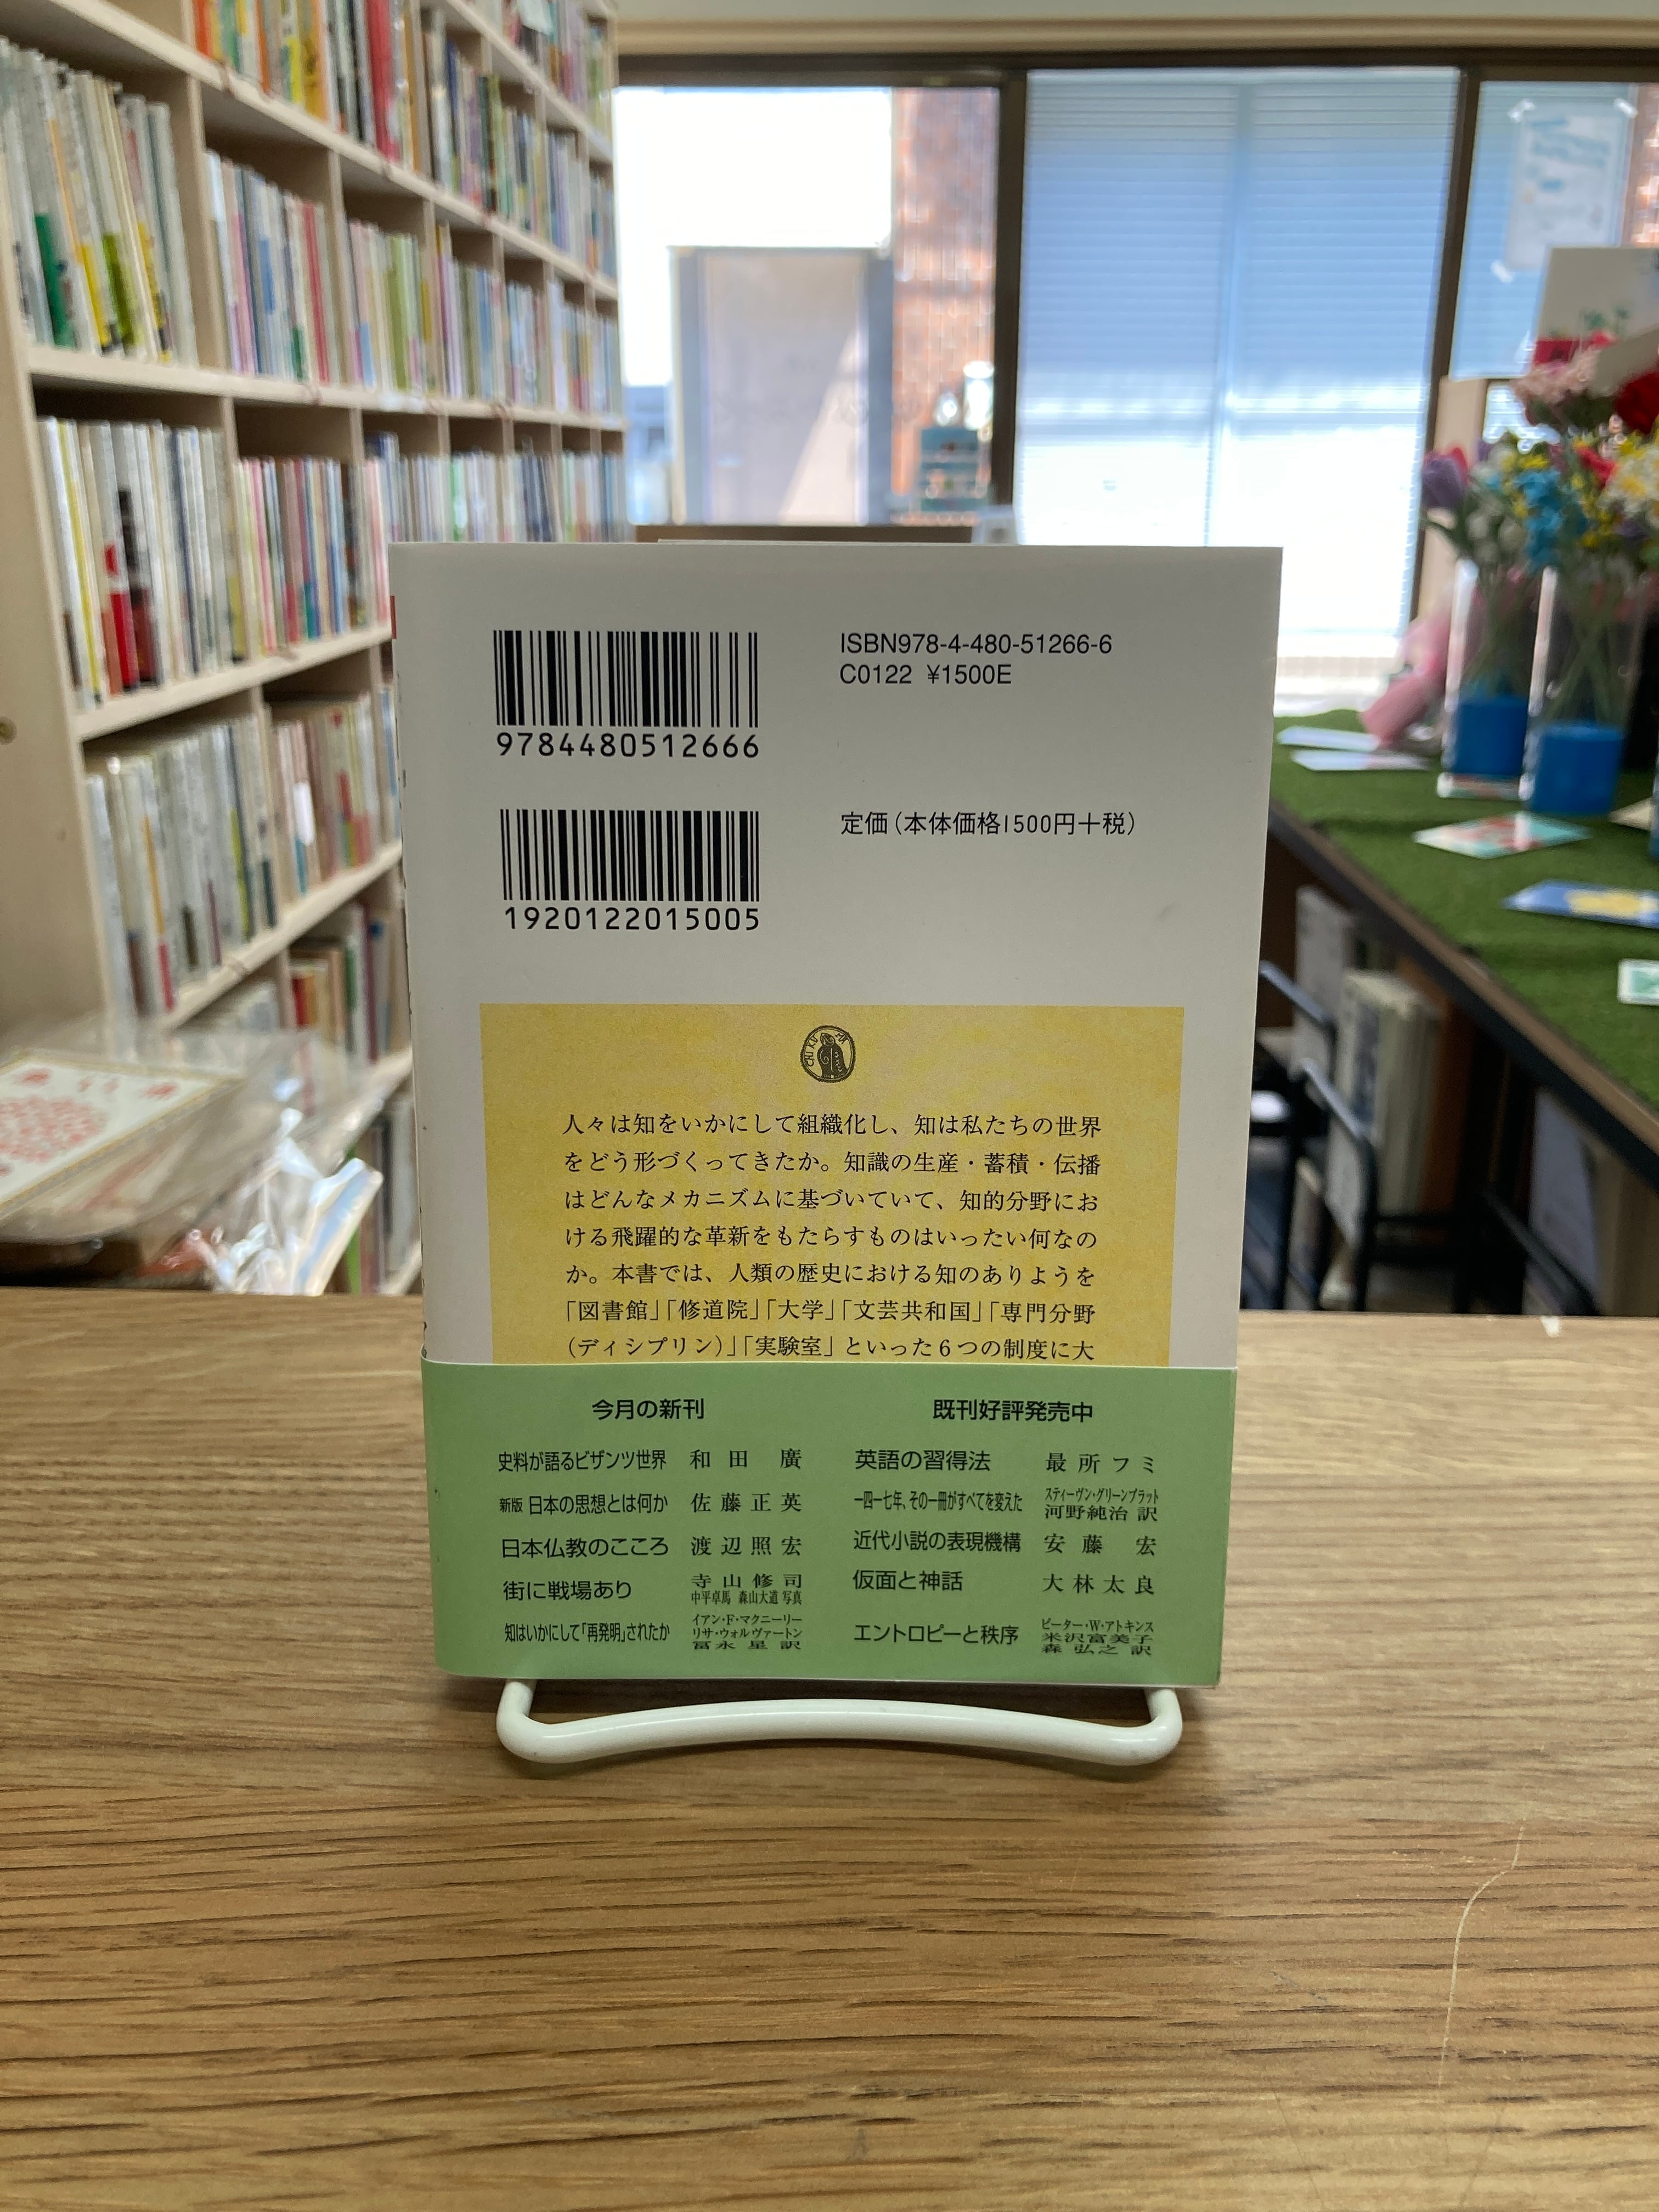 ISBN978-4-480-51266-6
C0122 ¥1500E
9784480512666
定価（本体価格1500円＋税）
1920122015005
CHIKUMA
人々は知をいかにして組織化し、知は私たちの世界
をどう形づくってきたか。知識の生産・蓄積・伝播
はどんなメカニズムに基づいていて、知的分野にお
ける飛躍的な革新をもたらすものはいったい何なの
か。本書では、人類の歴史における知のありようを
「図書館」「修道院」「大学」「文芸共和国」「専門分野
（ディシプリン）」「実験室」といった６つの制度に大
今月の新刊
史料が語るビザンツ世界 和田 廣
新版 日本の思想とは何か 佐藤正英
日本仏教のこころ 渡辺照宏
街に戦場あり 寺山修司
中平卓馬 森山大道 写真
知はいかにして「再発明」されたか イアン・F・マクニーリー
リサ・ウォルヴァートン
冨永星 訳
既刊好評発売中
英語の習得法 最所フミ
一四一七年、その一冊がすべてを変えた スティーヴン・グリーンブラット
河野純治 訳
近代小説の表現機構 安藤 宏
仮面と神話 大林太良
エントロピーと秩序 ピーター・W・アトキンス
米沢富美子
森 弘之 訳